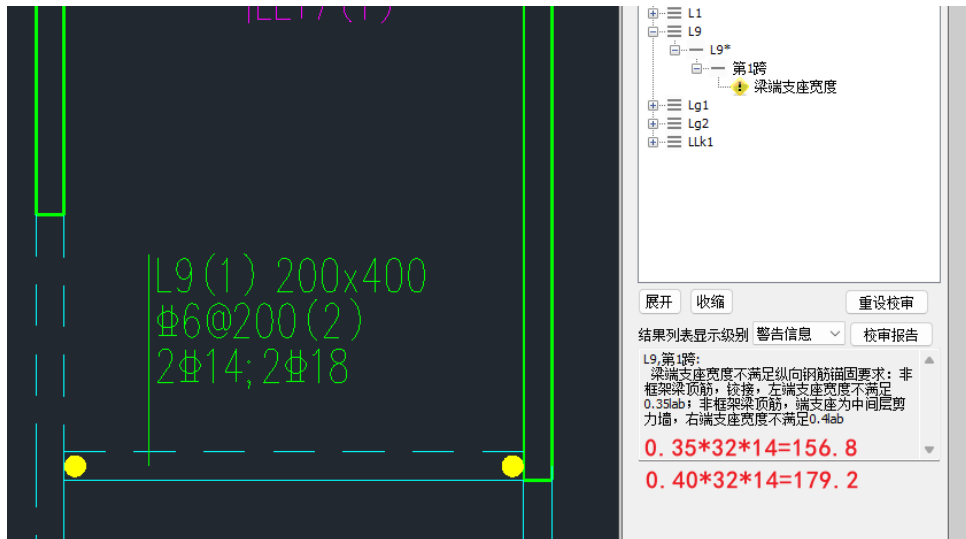 LL17(1)
L9(1) 200x400
ф6@200(2)
2ф14;2ф18
L1
L9
L9*
第1跨
梁端支座宽度
Lg1
Lg2
LLk1
展开 收缩 重设校审
结果列表显示级别 警告信息 校审报告
L9,第1跨:
梁端支座宽度不满足纵向钢筋锚固要求：非
框架梁顶筋，铰接，左端支座宽度不满足
0.35lab；非框架梁顶筋，端支座为中间层剪
力墙，右端支座宽度不满足0.4lab
0.35*32*14=156.8
0.40*32*14=179.2